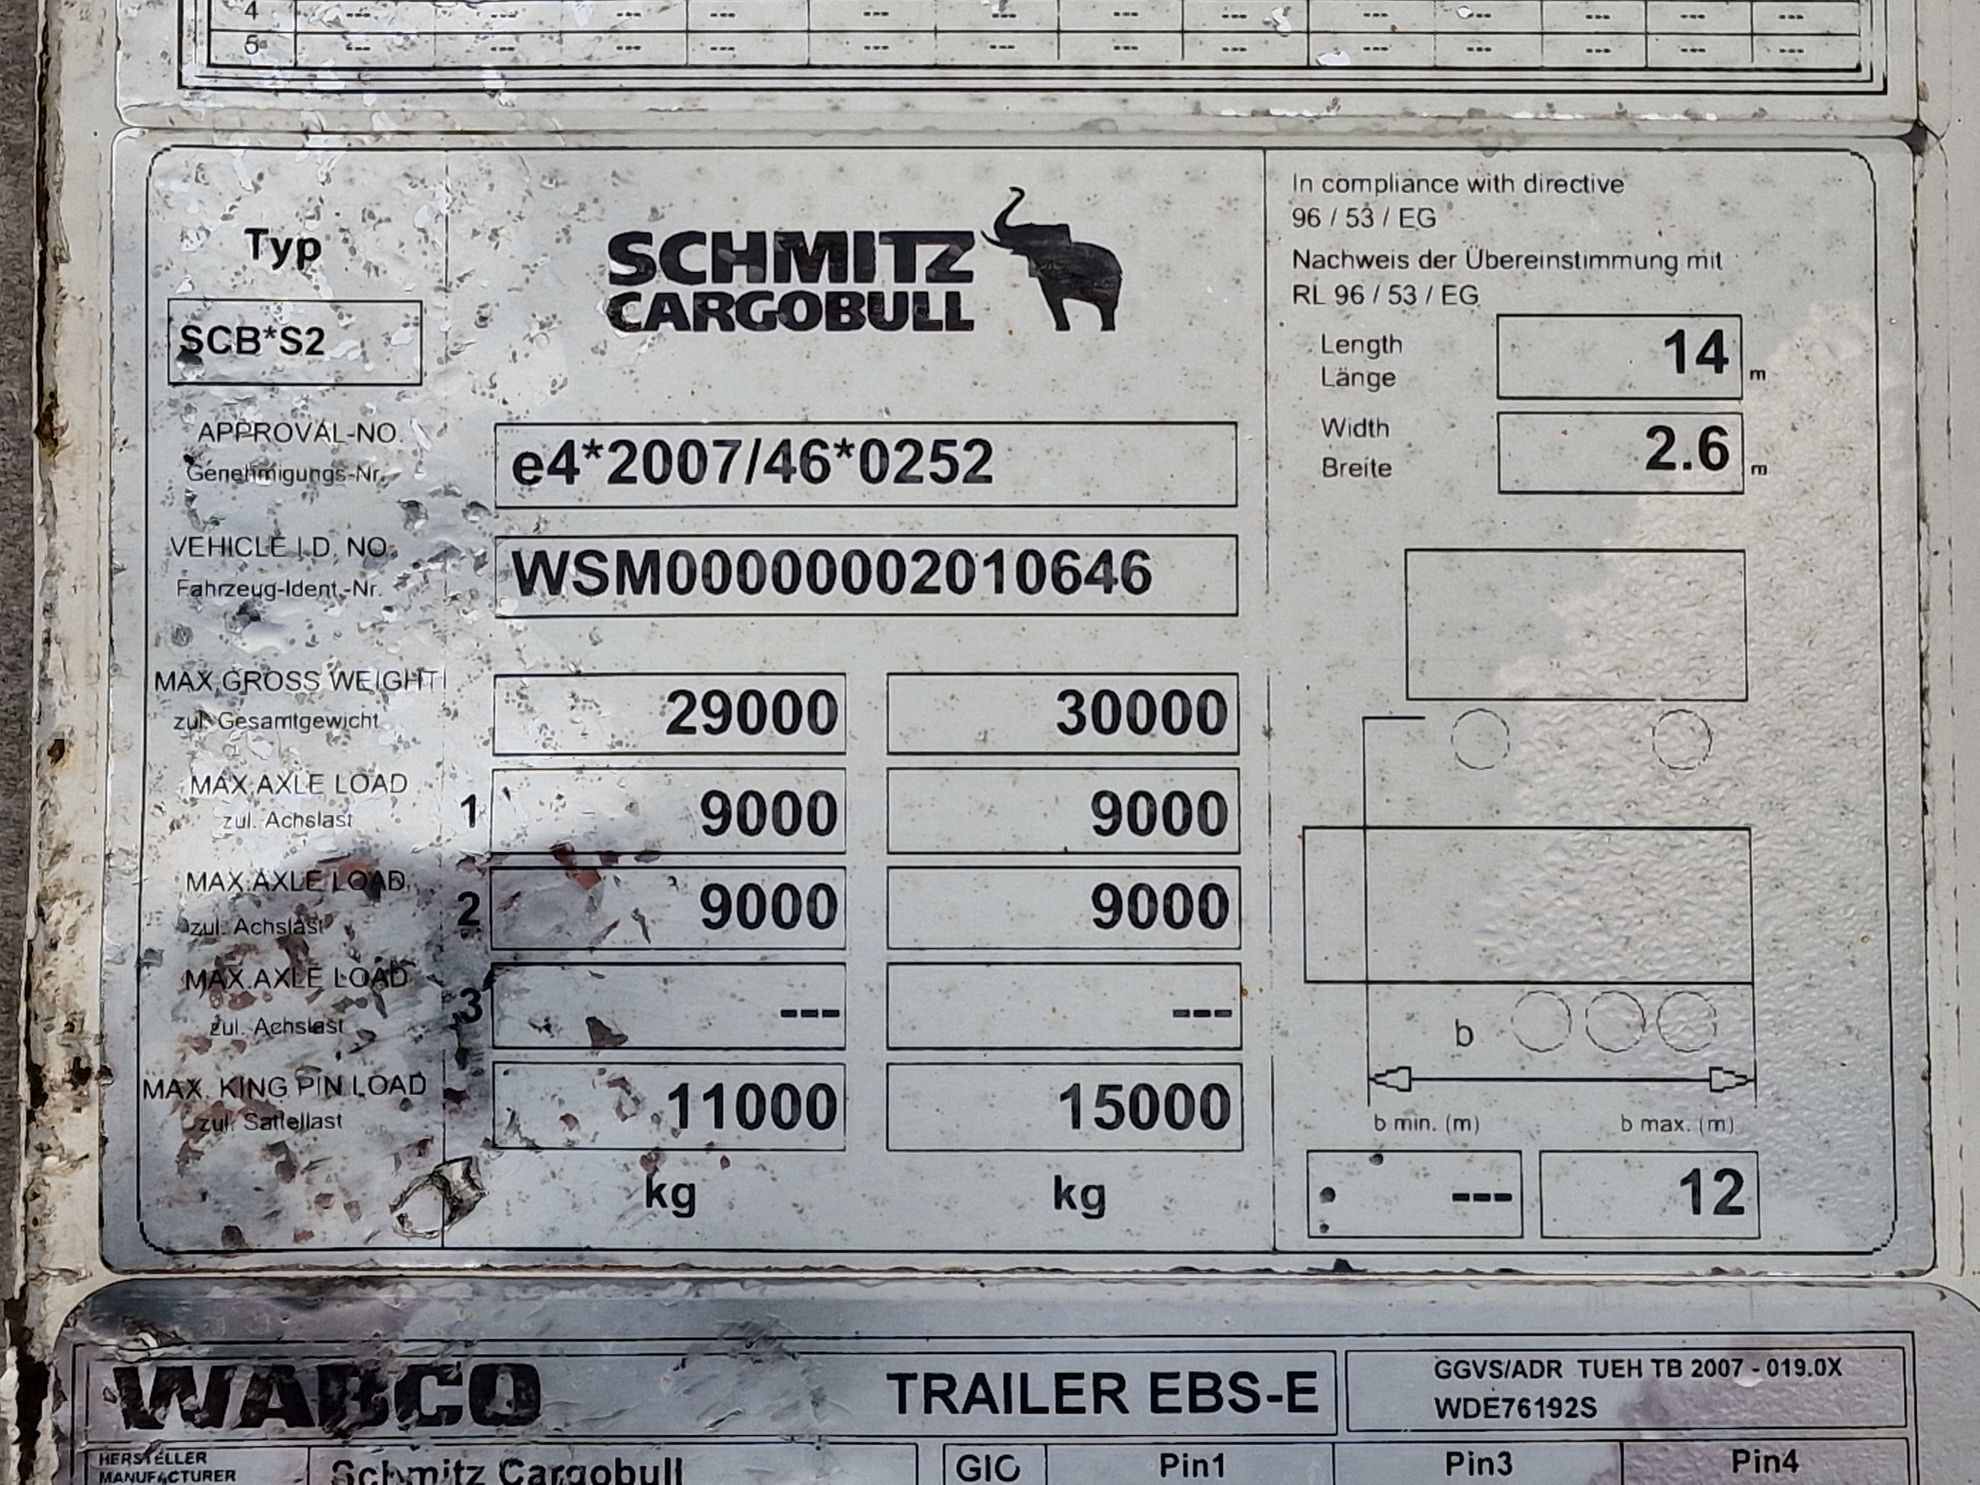 4 --- --- --- --- --- --- --- --- --- --- --- --- ---
5 --- --- --- --- --- --- --- --- --- --- --- --- ---
Typ
SCB*S2
SCHMITZ
CARGOBULL
APPROVAL-NO.
Genehmigungs-Nr.
e4*2007/46*0252
VEHICLE I.D. NO.
Fahrzeug-Ident.-Nr.
WSM00000002010646
MAX.GROSS WEIGHT
zul. Gesamtgewicht
29000 30000
MAX.AXLE LOAD
zul. Achslast
1 9000 9000
MAX.AXLE LOAD
zul. Achslast
2 9000 9000
MAX.AXLE LOAD
zul. Achslast
3 --- ---
MAX. KING PIN LOAD
zul. Sattellast
11000 15000
kg kg
In compliance with directive
96 / 53 / EG
Nachweis der Übereinstimmung mit
RL 96 / 53 / EG
Length
Länge
14 m
Width
Breite
2.6 m
b
b min. (m) b max. (m)
--- 12
WABCO
TRAILER EBS-E
GGVS/ADR TUEH TB 2007 - 019.0X
WDE76192S
HERSTELLER
MANUFACTURER
Schmitz Cargobull
GIO Pin1 Pin3 Pin4